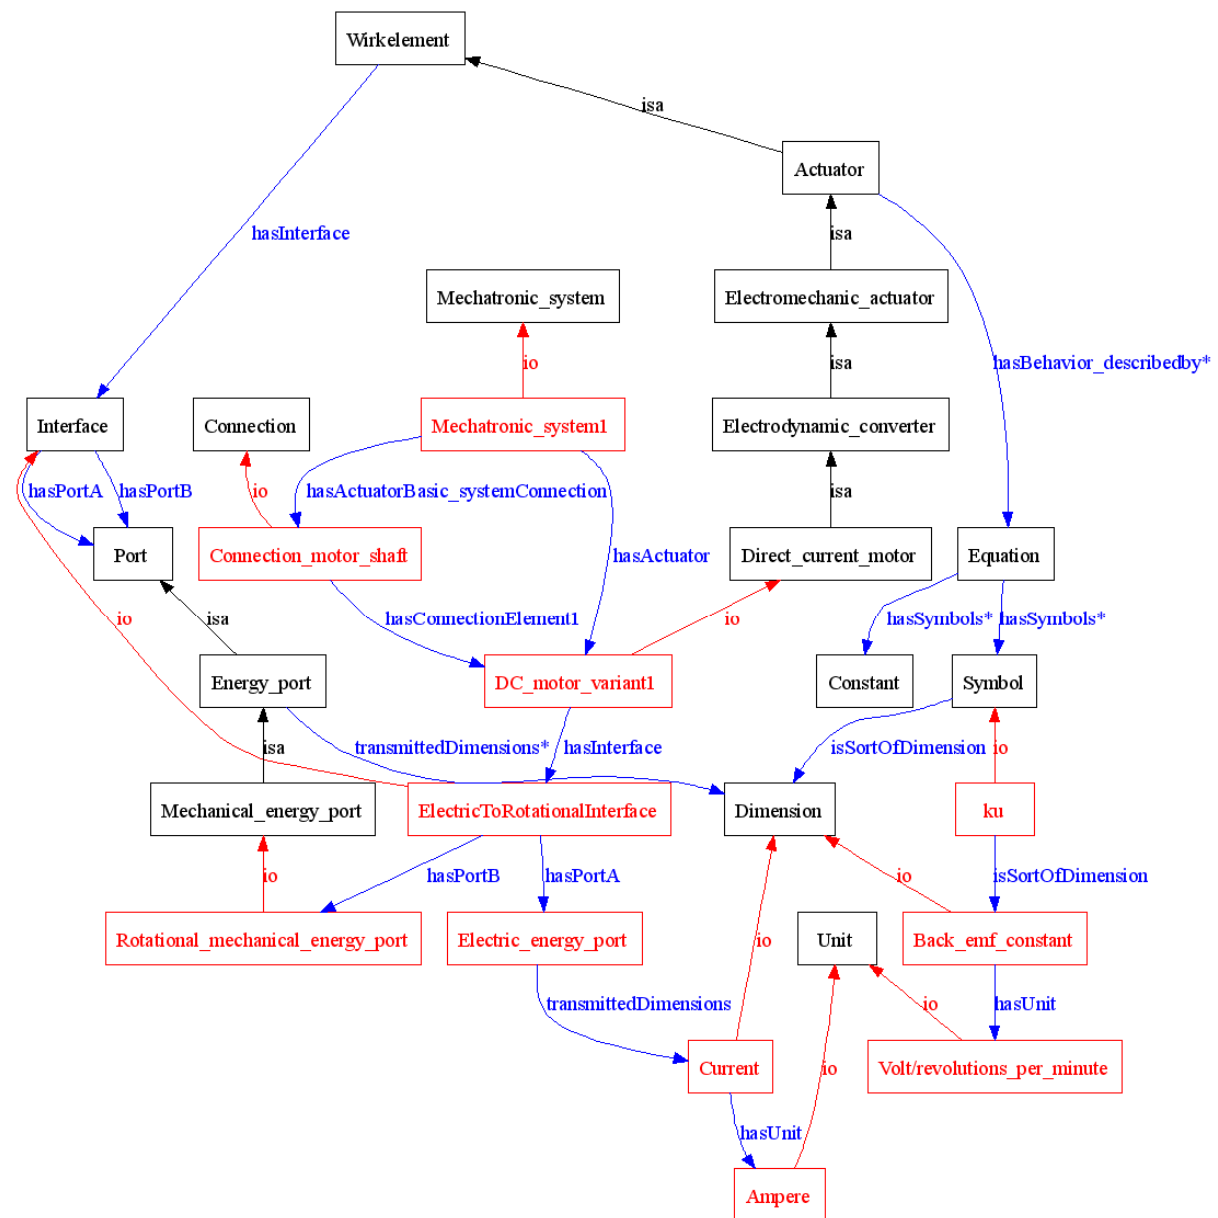 Wirkelement
isa
Actuator
hasInterface
isa
Mechatronic_system
Electromechanic_actuator
io
isa
hasBehavior_describedby*
Interface
Connection
Mechatronic_system1
Electrodynamic_converter
hasPortA
hasPortB
io
hasActuatorBasic_systemConnection
isa
Port
Connection_motor_shaft
hasActuator
Direct_current_motor
Equation
io
isa
hasConnectionElement1
io
hasSymbols*
hasSymbols*
Energy_port
DC_motor_variant1
Constant
Symbol
isa
transmittedDimensions*
hasInterface
isSortOfDimension
io
Mechanical_energy_port
ElectricToRotationalInterface
Dimension
ku
io
hasPortB
hasPortA
io
isSortOfDimension
Rotational_mechanical_energy_port
Electric_energy_port
io
Unit
Back_emf_constant
transmittedDimensions
io
hasUnit
Current
io
Volt/revolutions_per_minute
hasUnit
Ampere